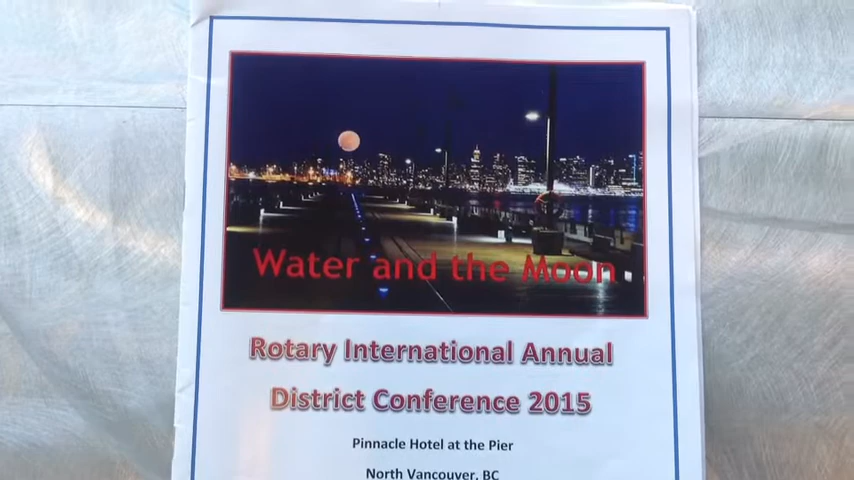 Water and the Moon
Rotary International Annual
District Conference 2015
Pinnacle Hotel at the Pier
North Vancouver, BC